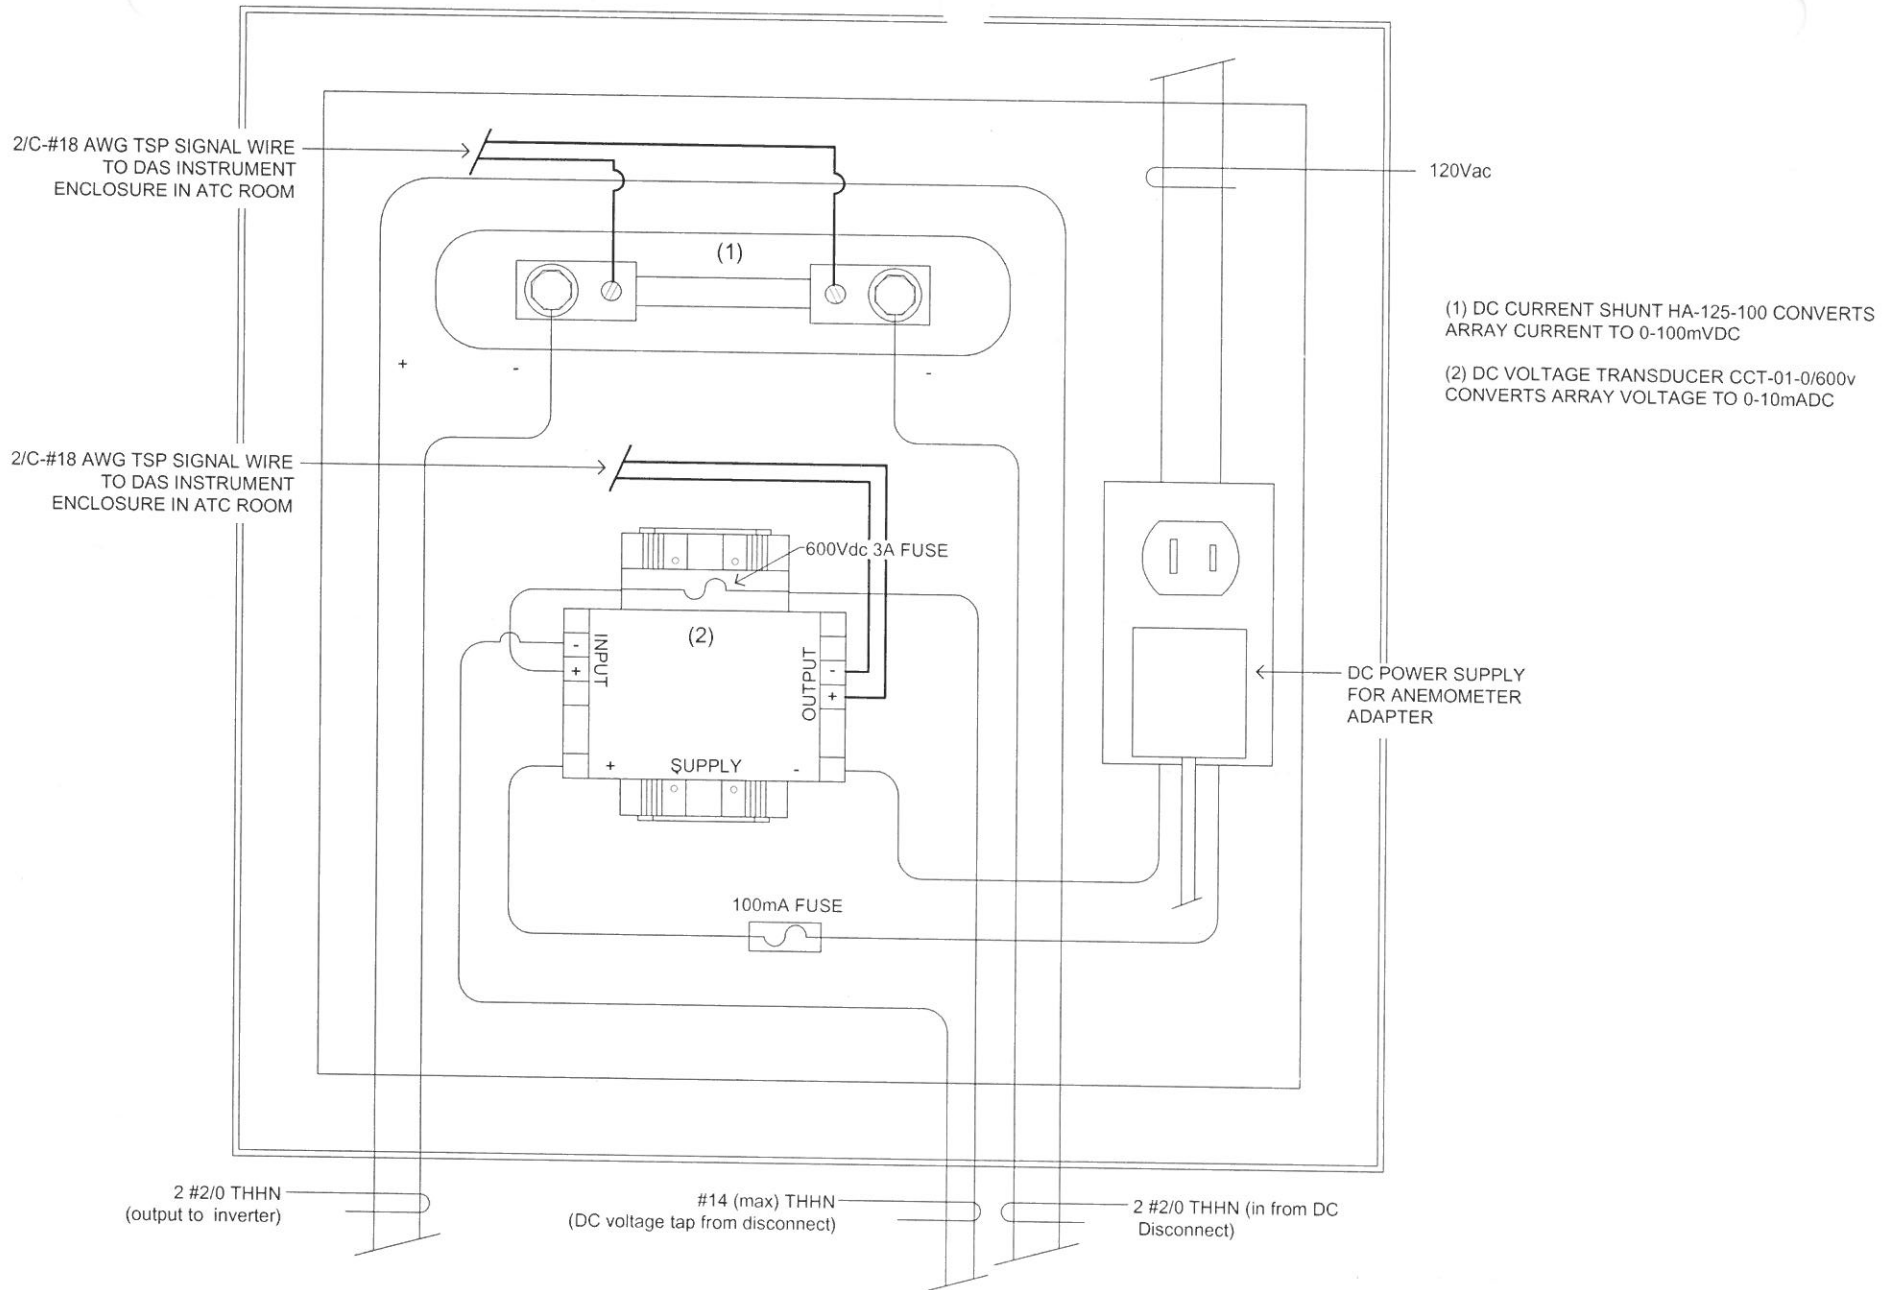 2/C-#18 AWG TSP SIGNAL WIRE
TO DAS INSTRUMENT
ENCLOSURE IN ATC ROOM
120Vac
(1)
(1) DC CURRENT SHUNT HA-125-100 CONVERTS
ARRAY CURRENT TO 0-100mVDC
(2) DC VOLTAGE TRANSDUCER CCT-01-0/600v
CONVERTS ARRAY VOLTAGE TO 0-10mADC
+
-
-
2/C-#18 AWG TSP SIGNAL WIRE
TO DAS INSTRUMENT
ENCLOSURE IN ATC ROOM
600Vdc 3A FUSE
(2)
INPUT
-
+
OUTPUT
-
+
+ SUPPLY -
DC POWER SUPPLY
FOR ANEMOMETER
ADAPTER
100mA FUSE
2 #2/0 THHN
(output to inverter)
#14 (max) THHN
(DC voltage tap from disconnect)
2 #2/0 THHN (in from DC
Disconnect)